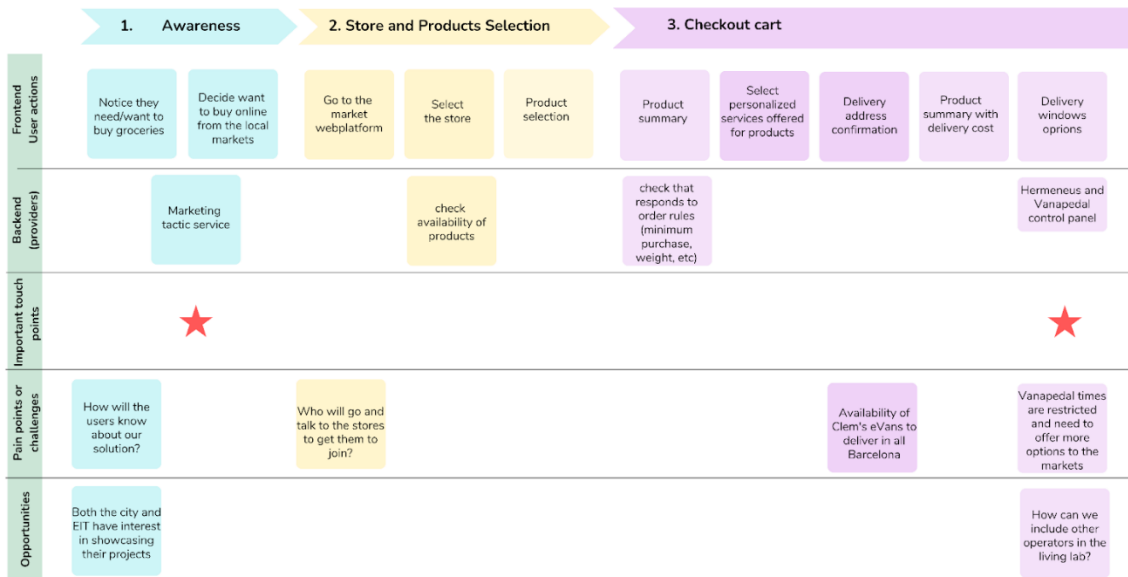 1. Awareness
2. Store and Products Selection
3. Checkout cart
Frontend
User actions
Notice they
need/want to
buy groceries
Decide want
to buy online
from the local
markets
Go to the
market
webplatform
Select
the store
Product
selection
Product
summary
Select
personalized
services offered
for products
Delivery
address
confirmation
Product
summary with
delivery cost
Delivery
windows
oprions
Backend
(providers)
Marketing
tactic service
check
availability of
products
check that
responds to
order rules
(minimum
purchase,
weight, etc)
Hermeneus and
Vanapedal
control panel
Important touch
points
Pain points or
challenges
How will the
users know
about our
solution?
Who will go and
talk to the stores
to get them to
join?
Availability of
Clem's eVans to
deliver in all
Barcelona
Vanapedal times
are restricted
and need to
offer more
options to the
markets
Opportunities
Both the city and
EIT have interest
in showcasing
their projects
How can we
include other
operators in the
living lab?